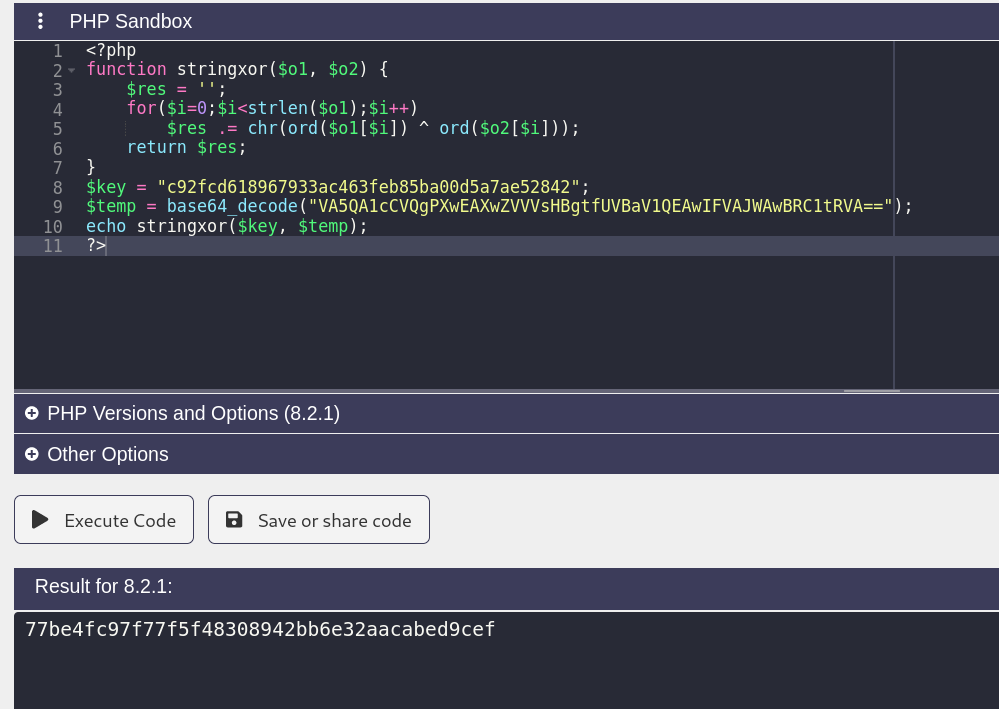 PHP Sandbox
1 <?php
2 function stringxor($o1, $o2) {
3     $res = '';
4     for($i=0;$i<strlen($o1);$i++)
5         $res .= chr(ord($o1[$i]) ^ ord($o2[$i]));
6     return $res;
7 }
8 $key = "c92fcd618967933ac463feb85ba00d5a7ae52842";
9 $temp = base64_decode("VA5QA1cCVQgPXwEAXwZVVVsHBgtfUVBaV1QEAwIFVAJWAwBRC1tRVA==");
10 echo stringxor($key, $temp);
11 ?>
PHP Versions and Options (8.2.1)
Other Options
Execute Code Save or share code
Result for 8.2.1:
77be4fc97f77f5f48308942bb6e32aacabed9cef